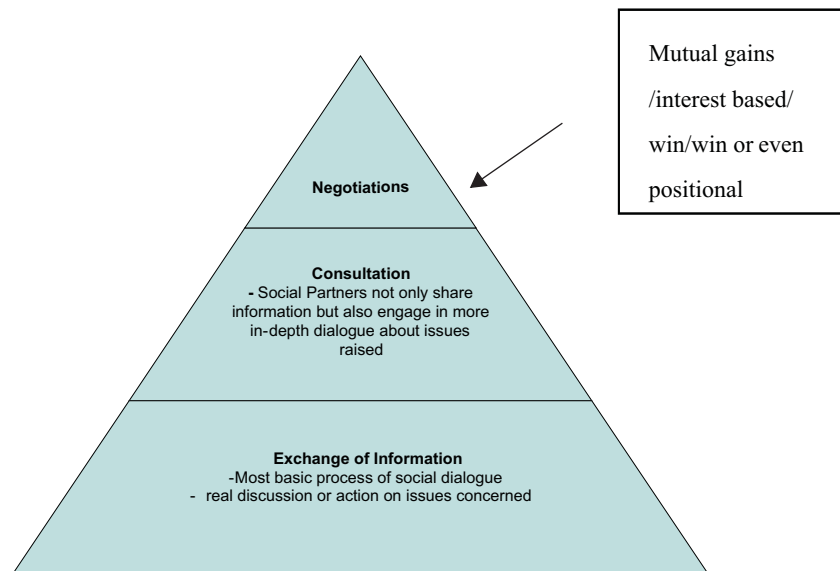 Mutual gains
/interest based/
win/win or even
positional
Negotiations
Consultation
- Social Partners not only share
information but also engage in more
in-depth dialogue about issues
raised
Exchange of Information
-Most basic process of social dialogue
- real discussion or action on issues concerned